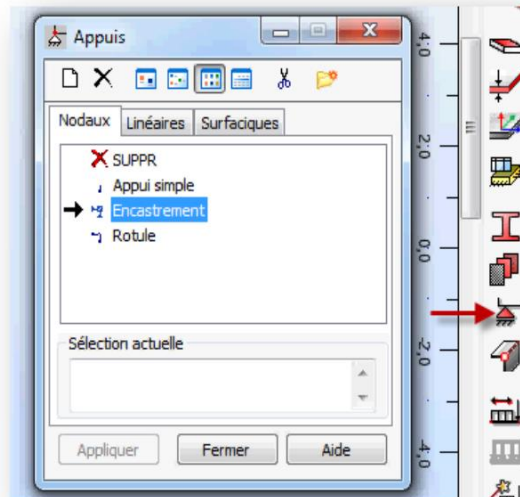 Appuis
Nodaux Linéaires Surfaciques
SUPPR
Appui simple
Encastrement
Rotule
Sélection actuelle
Appliquer Fermer Aide
4,0
2,0
0,0
-2,0
-4,0